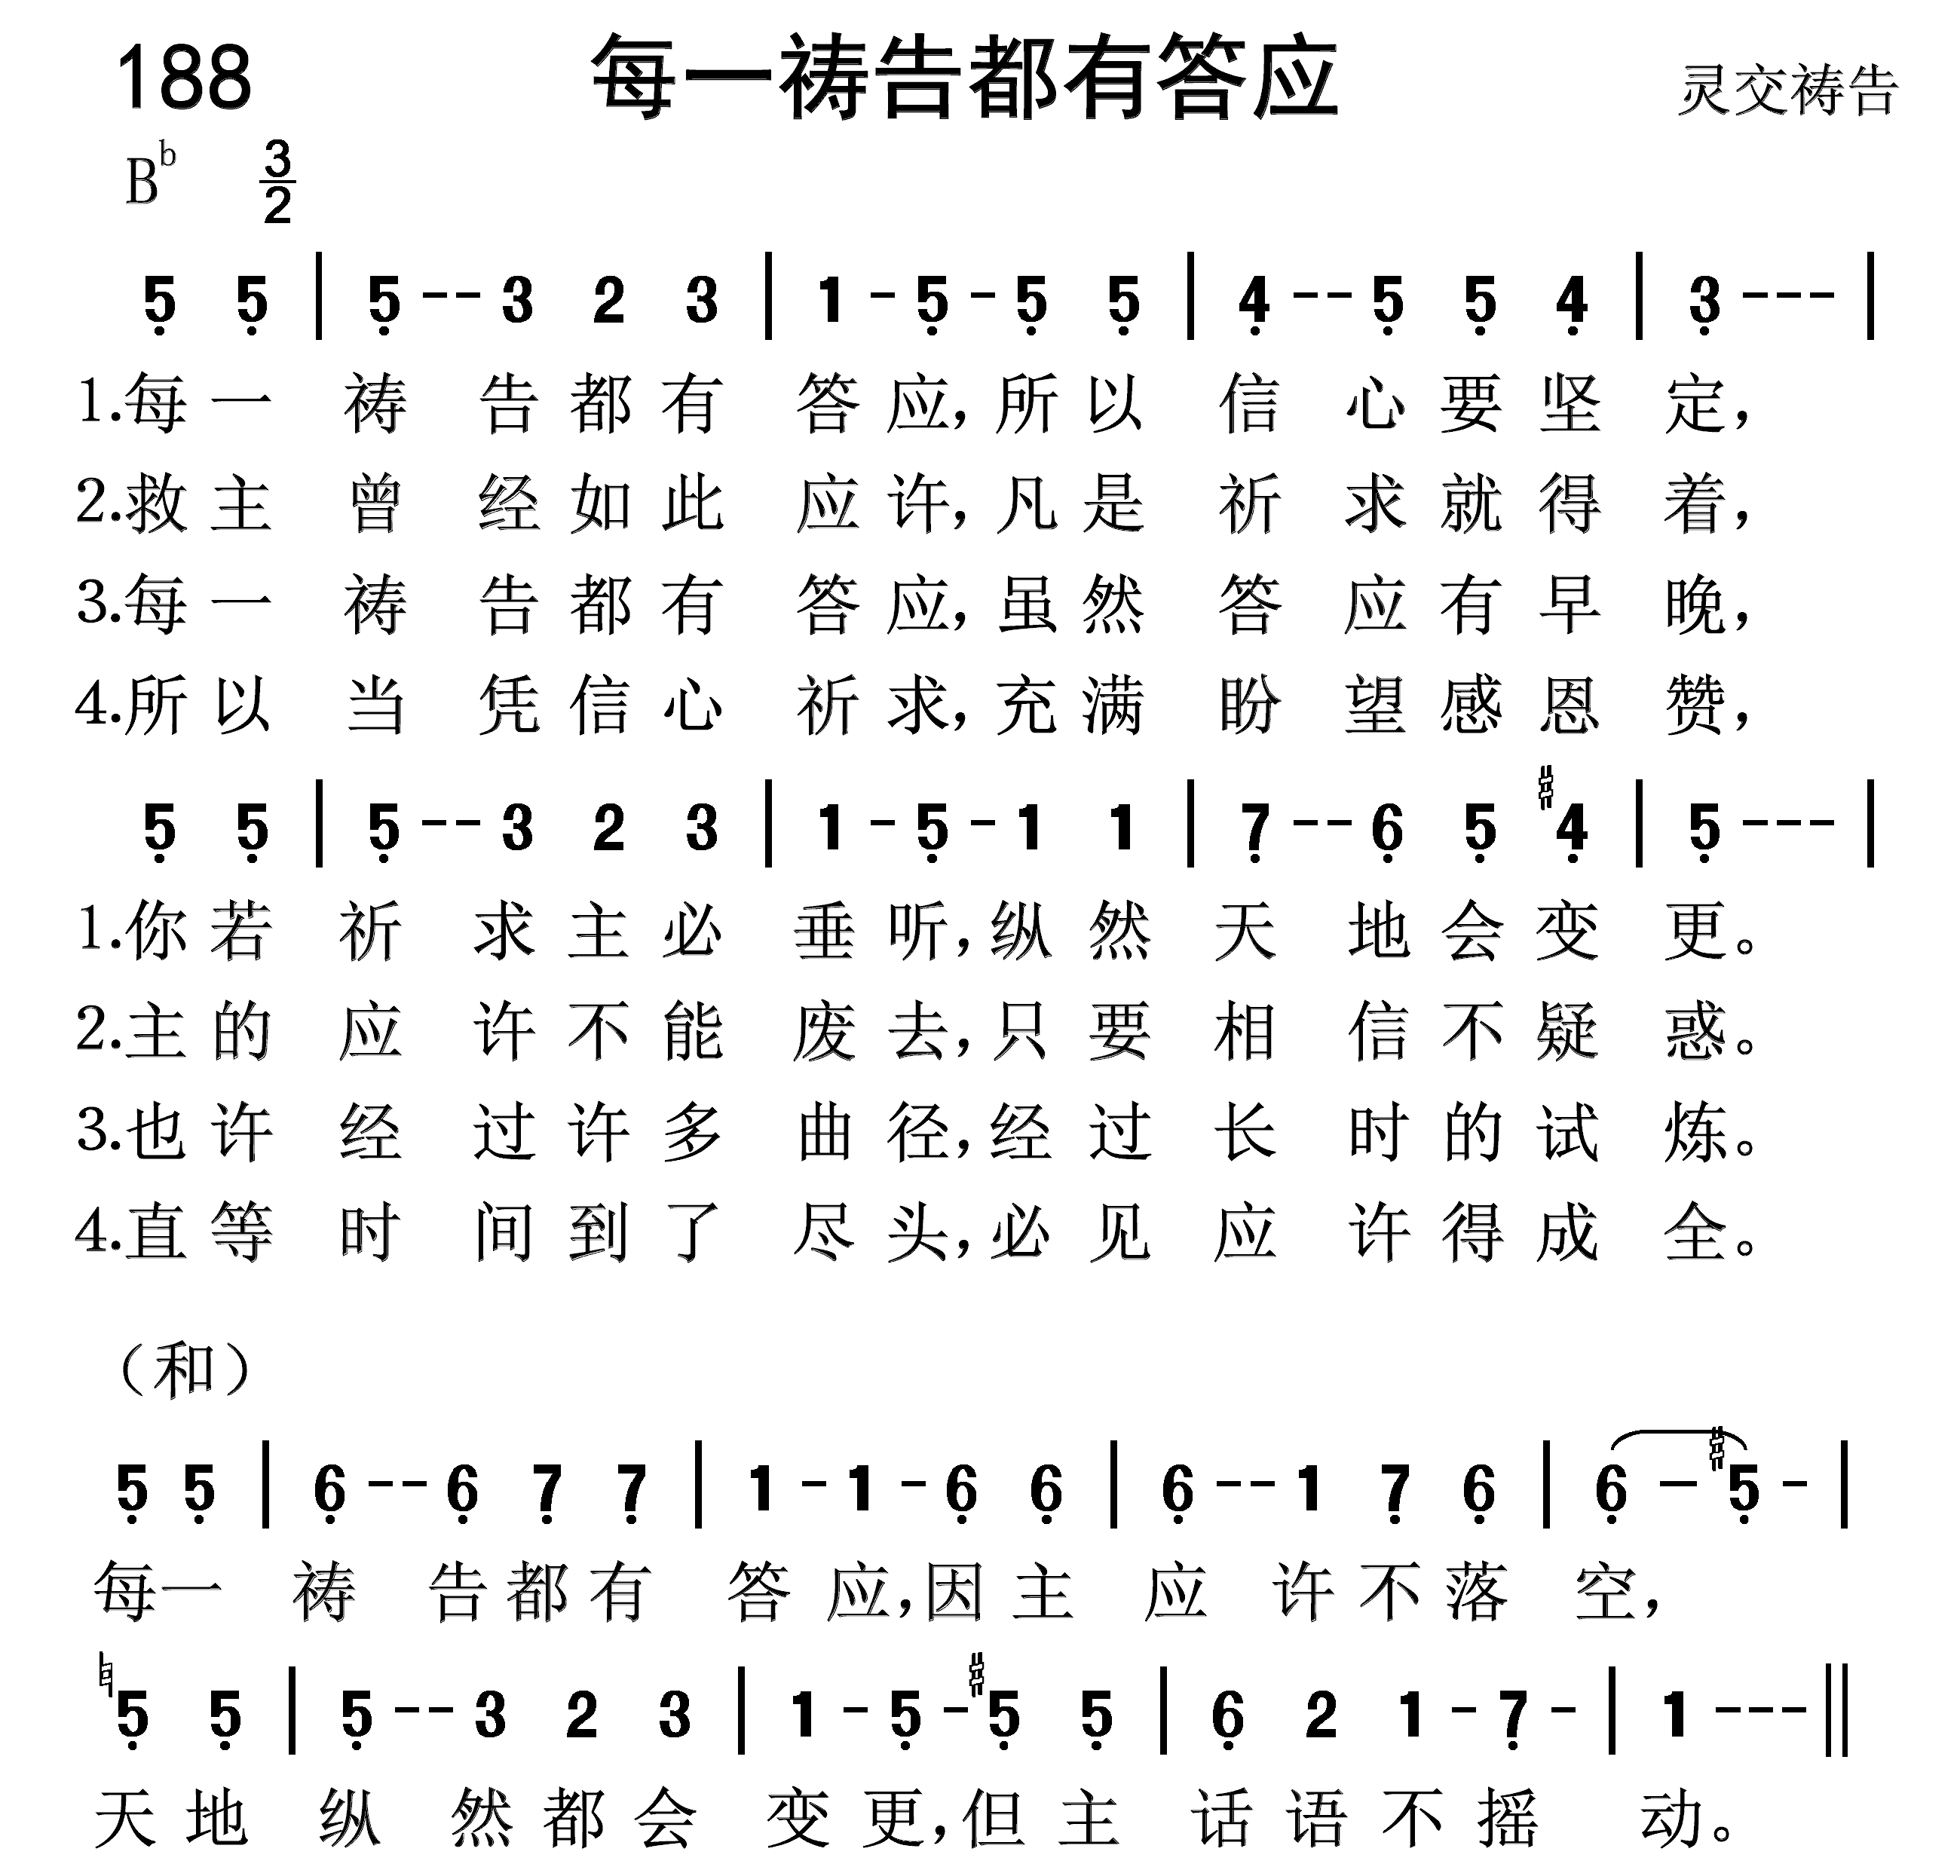 188 每一祷告都有答应 灵交祷告
B♭ 3/2
5̣ 5̣ | 5̣ - - 3 2 3 | 1 - 5̣ - 5̣ 5̣ | 4̣ - - 5̣ 5̣ 4̣ | 3̣ - - - |
1.每一祷告都有答应,所以信心要坚定,
2.救主曾经如此应许,凡是祈求就得着,
3.每一祷告都有答应,虽然答应有早晚,
4.所以当凭信心祈求,充满盼望感恩赞,
5̣ 5̣ | 5̣ - - 3 2 3 | 1 - 5̣ - 1 1 | 7̣ - - 6̣ 5̣ ♯4̣ | 5̣ - - - |
1.你若祈求主必垂听,纵然天地会变更。
2.主的应许不能废去,只要相信不疑惑。
3.也许经过许多曲径,经过长时的试炼。
4.直等时间到了尽头,必见应许得成全。
（和）
5̣ 5̣ | 6̣ - - 6̣ 7̣ 7̣ | 1 - 1 - 6̣ 6̣ | 6̣ - - 1 7̣ 6̣ | 6̣ - ♯5̣ - |
每一祷告都有答应,因主应许不落空,
♮5̣ 5̣ | 5̣ - - 3 2 3 | 1 - 5̣ - ♯5̣ 5̣ | 6̣ 2 1 - 7̣ - | 1 - - - ||
天地纵然都会变更,但主话语不摇动。